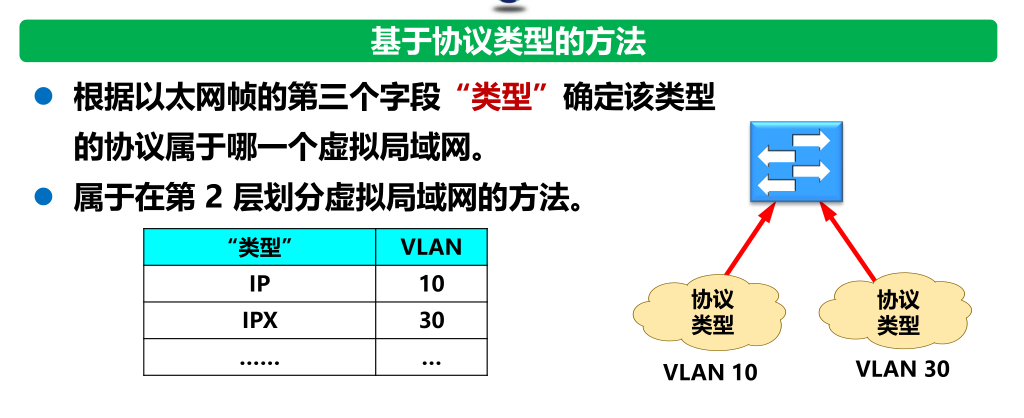 基于协议类型的方法
根据以太网帧的第三个字段“类型”确定该类型
的协议属于哪一个虚拟局域网。
属于在第 2 层划分虚拟局域网的方法。
“类型” VLAN
IP 10
IPX 30
…… …
协议
类型
VLAN 10
协议
类型
VLAN 30